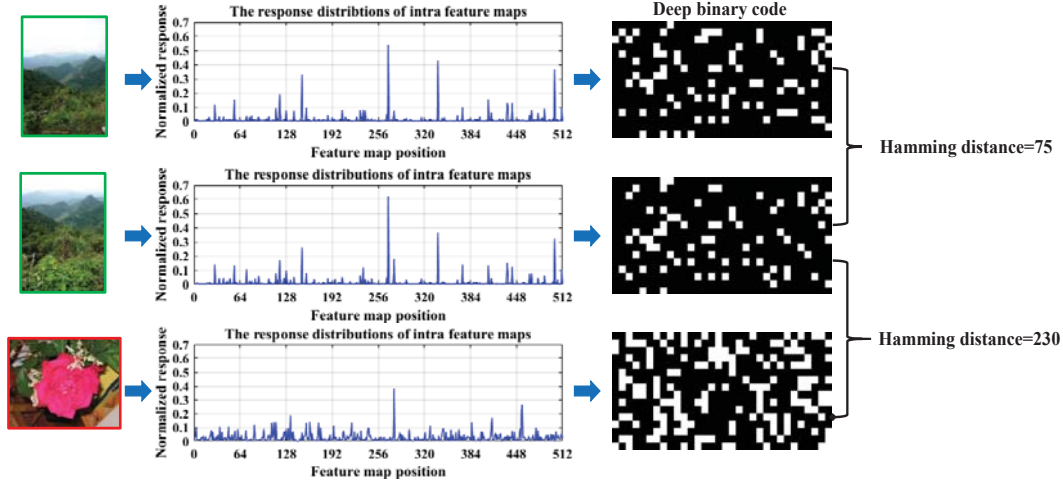 The response distribtions of intra feature maps
Deep binary code
Normalized response
0.7
0.6
0.5
0.4
0.3
0.2
0.1
0
0 64 128 192 256 320 384 448 512
Feature map position
Hamming distance=75
The response distributions of intra feature maps
Normalized response
0.7
0.6
0.5
0.4
0.3
0.2
0.1
0
0 64 128 192 256 320 384 448 512
Feature map position
Hamming distance=230
The response distributions of intra feature maps
Normalized response
0.7
0.6
0.5
0.4
0.3
0.2
0.1
0
0 64 128 192 256 320 384 448 512
Feature map position